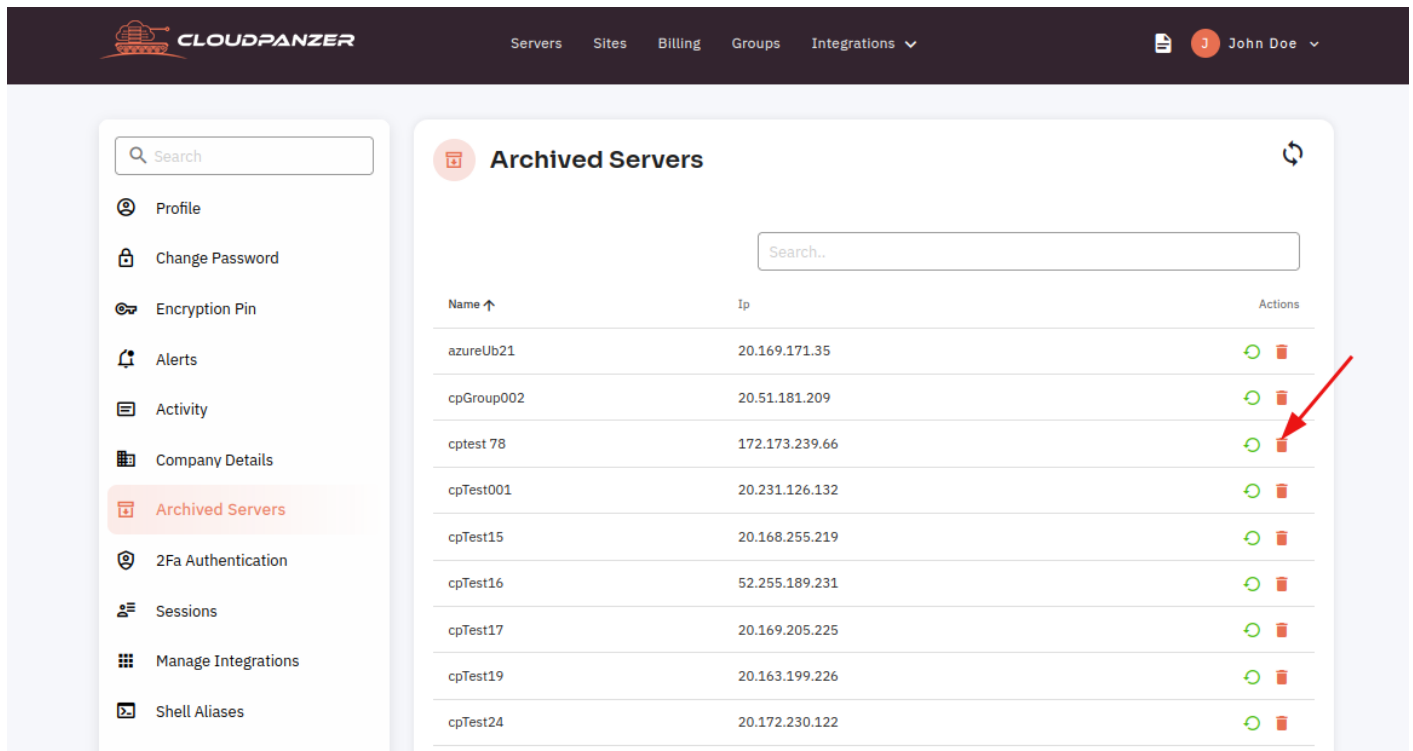 CLOUDPANZER
Servers Sites Billing Groups Integrations
J John Doe
Search
Profile
Change Password
Encryption Pin
Alerts
Activity
Company Details
Archived Servers
2Fa Authentication
Sessions
Manage Integrations
Shell Aliases
Archived Servers
Search..
Name Ip Actions
azureUb21 20.169.171.35
cpGroup002 20.51.181.209
cptest 78 172.173.239.66
cpTest001 20.231.126.132
cpTest15 20.168.255.219
cpTest16 52.255.189.231
cpTest17 20.169.205.225
cpTest19 20.163.199.226
cpTest24 20.172.230.122